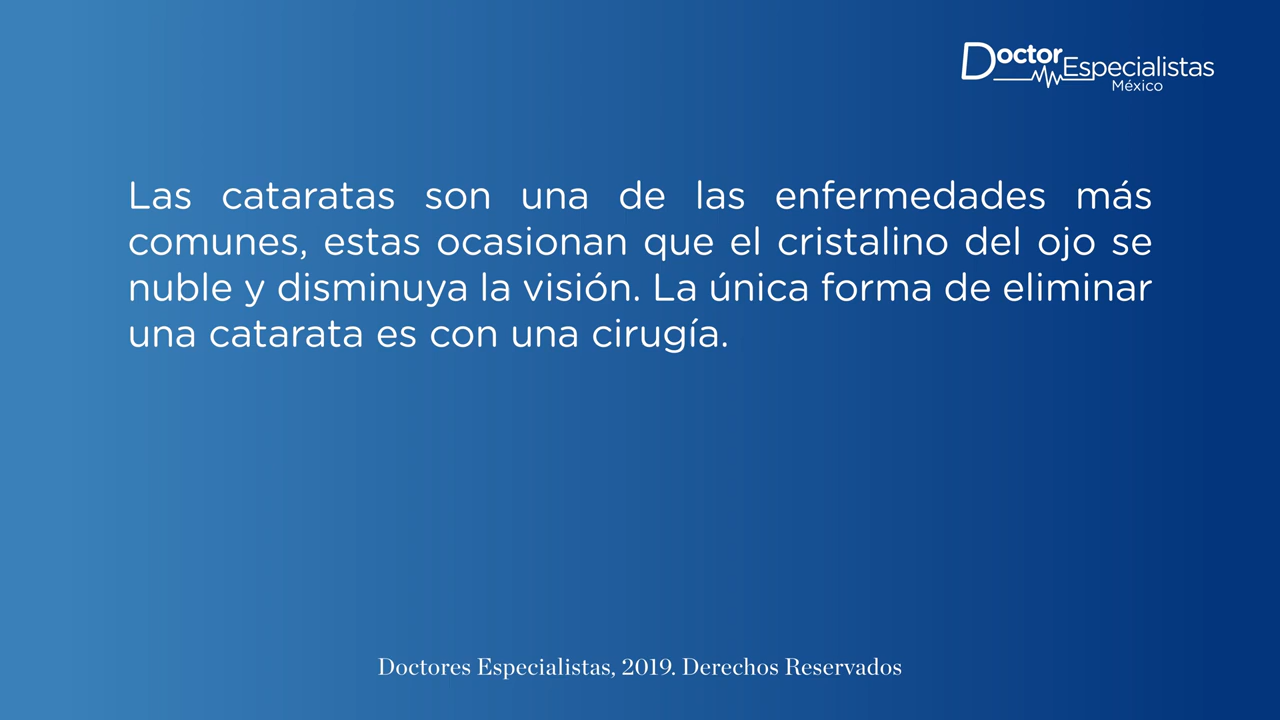 Doctor Especialistas
México
Las cataratas son una de las enfermedades más
comunes, estas ocasionan que el cristalino del ojo se
nuble y disminuya la visión. La única forma de eliminar
una catarata es con una cirugía.
Doctores Especialistas, 2019. Derechos Reservados